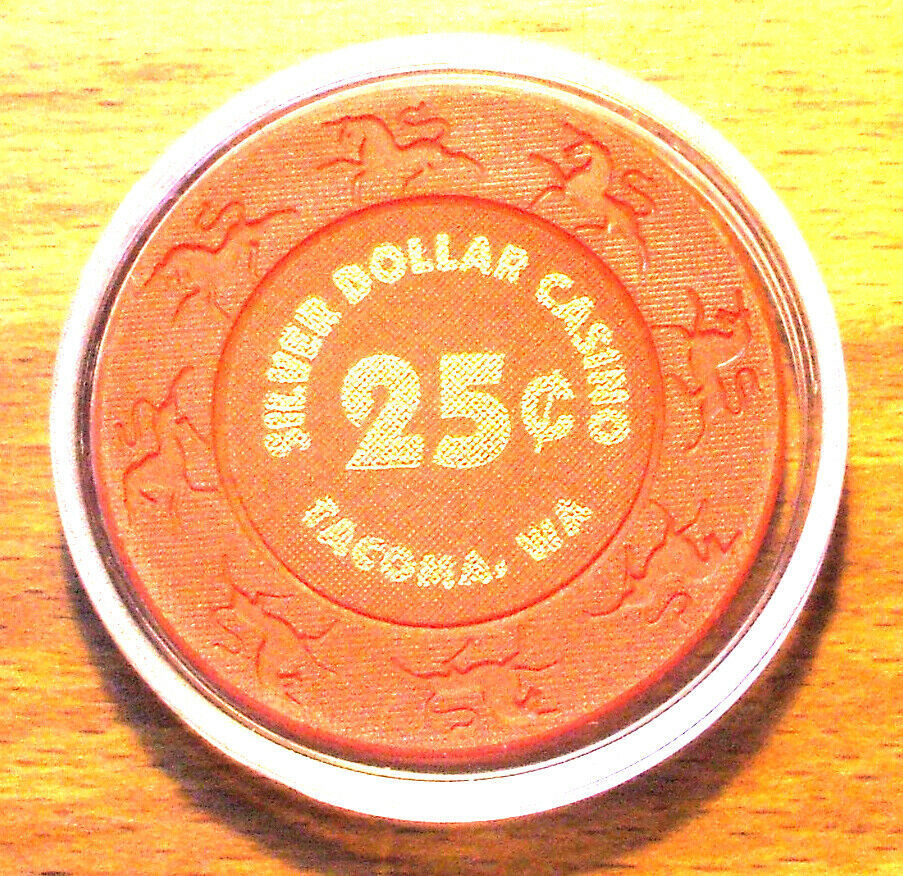 SILVER DOLLAR CASINO
25¢
TACOMA, WA